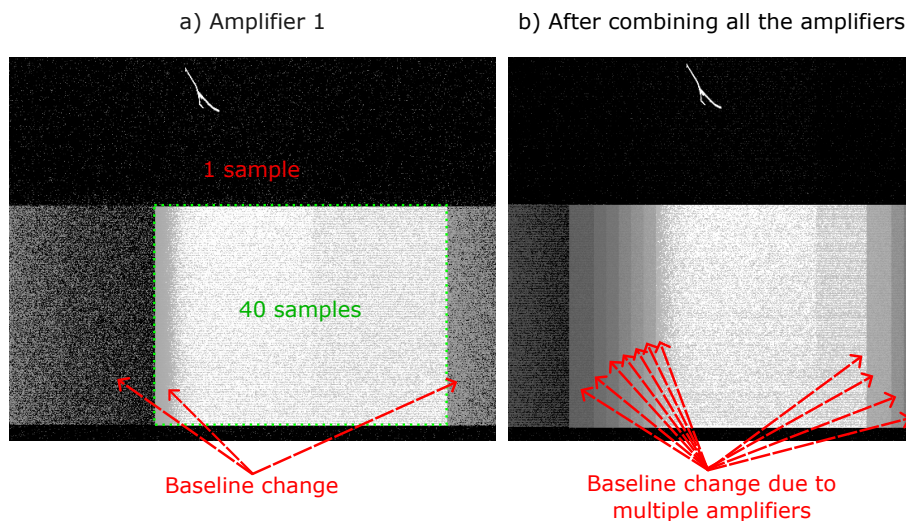 a) Amplifier 1
b) After combining all the amplifiers
1 sample
40 samples
Baseline change
Baseline change due to
multiple amplifiers